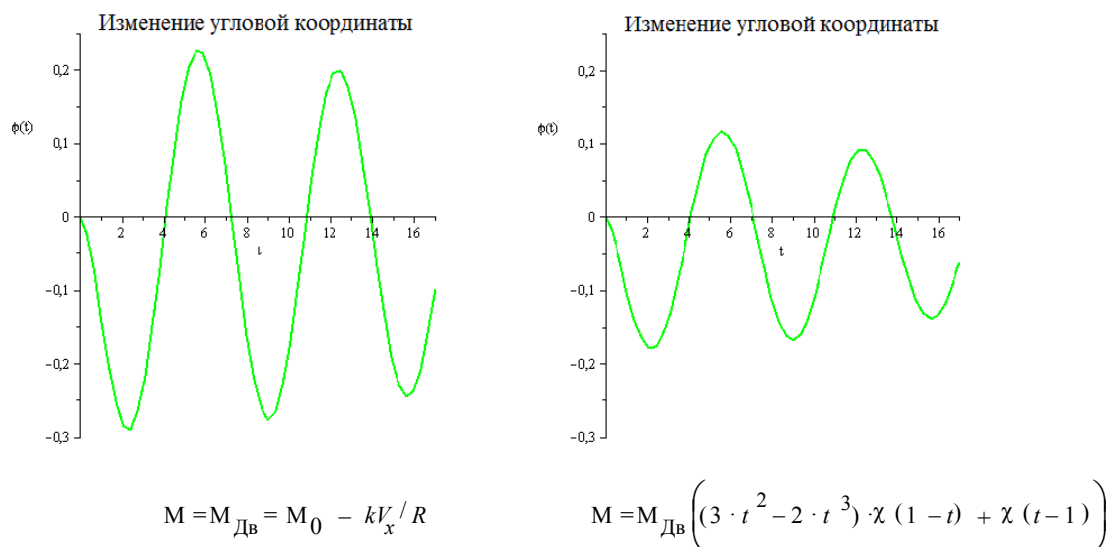 Изменение угловой координаты
0,2
ϕ(t)
0,1
0
2 4 6 8 10 12 14 16
t
−0,1
−0,2
−0,3
M = M_Дв = M_0 − kV_x / R
Изменение угловой координаты
0,2
ϕ(t)
0,1
0
2 4 6 8 10 12 14 16
t
−0,1
−0,2
−0,3
M = M_Дв ((3 · t^2 − 2 · t^3) · χ (1 − t) + χ (t − 1))